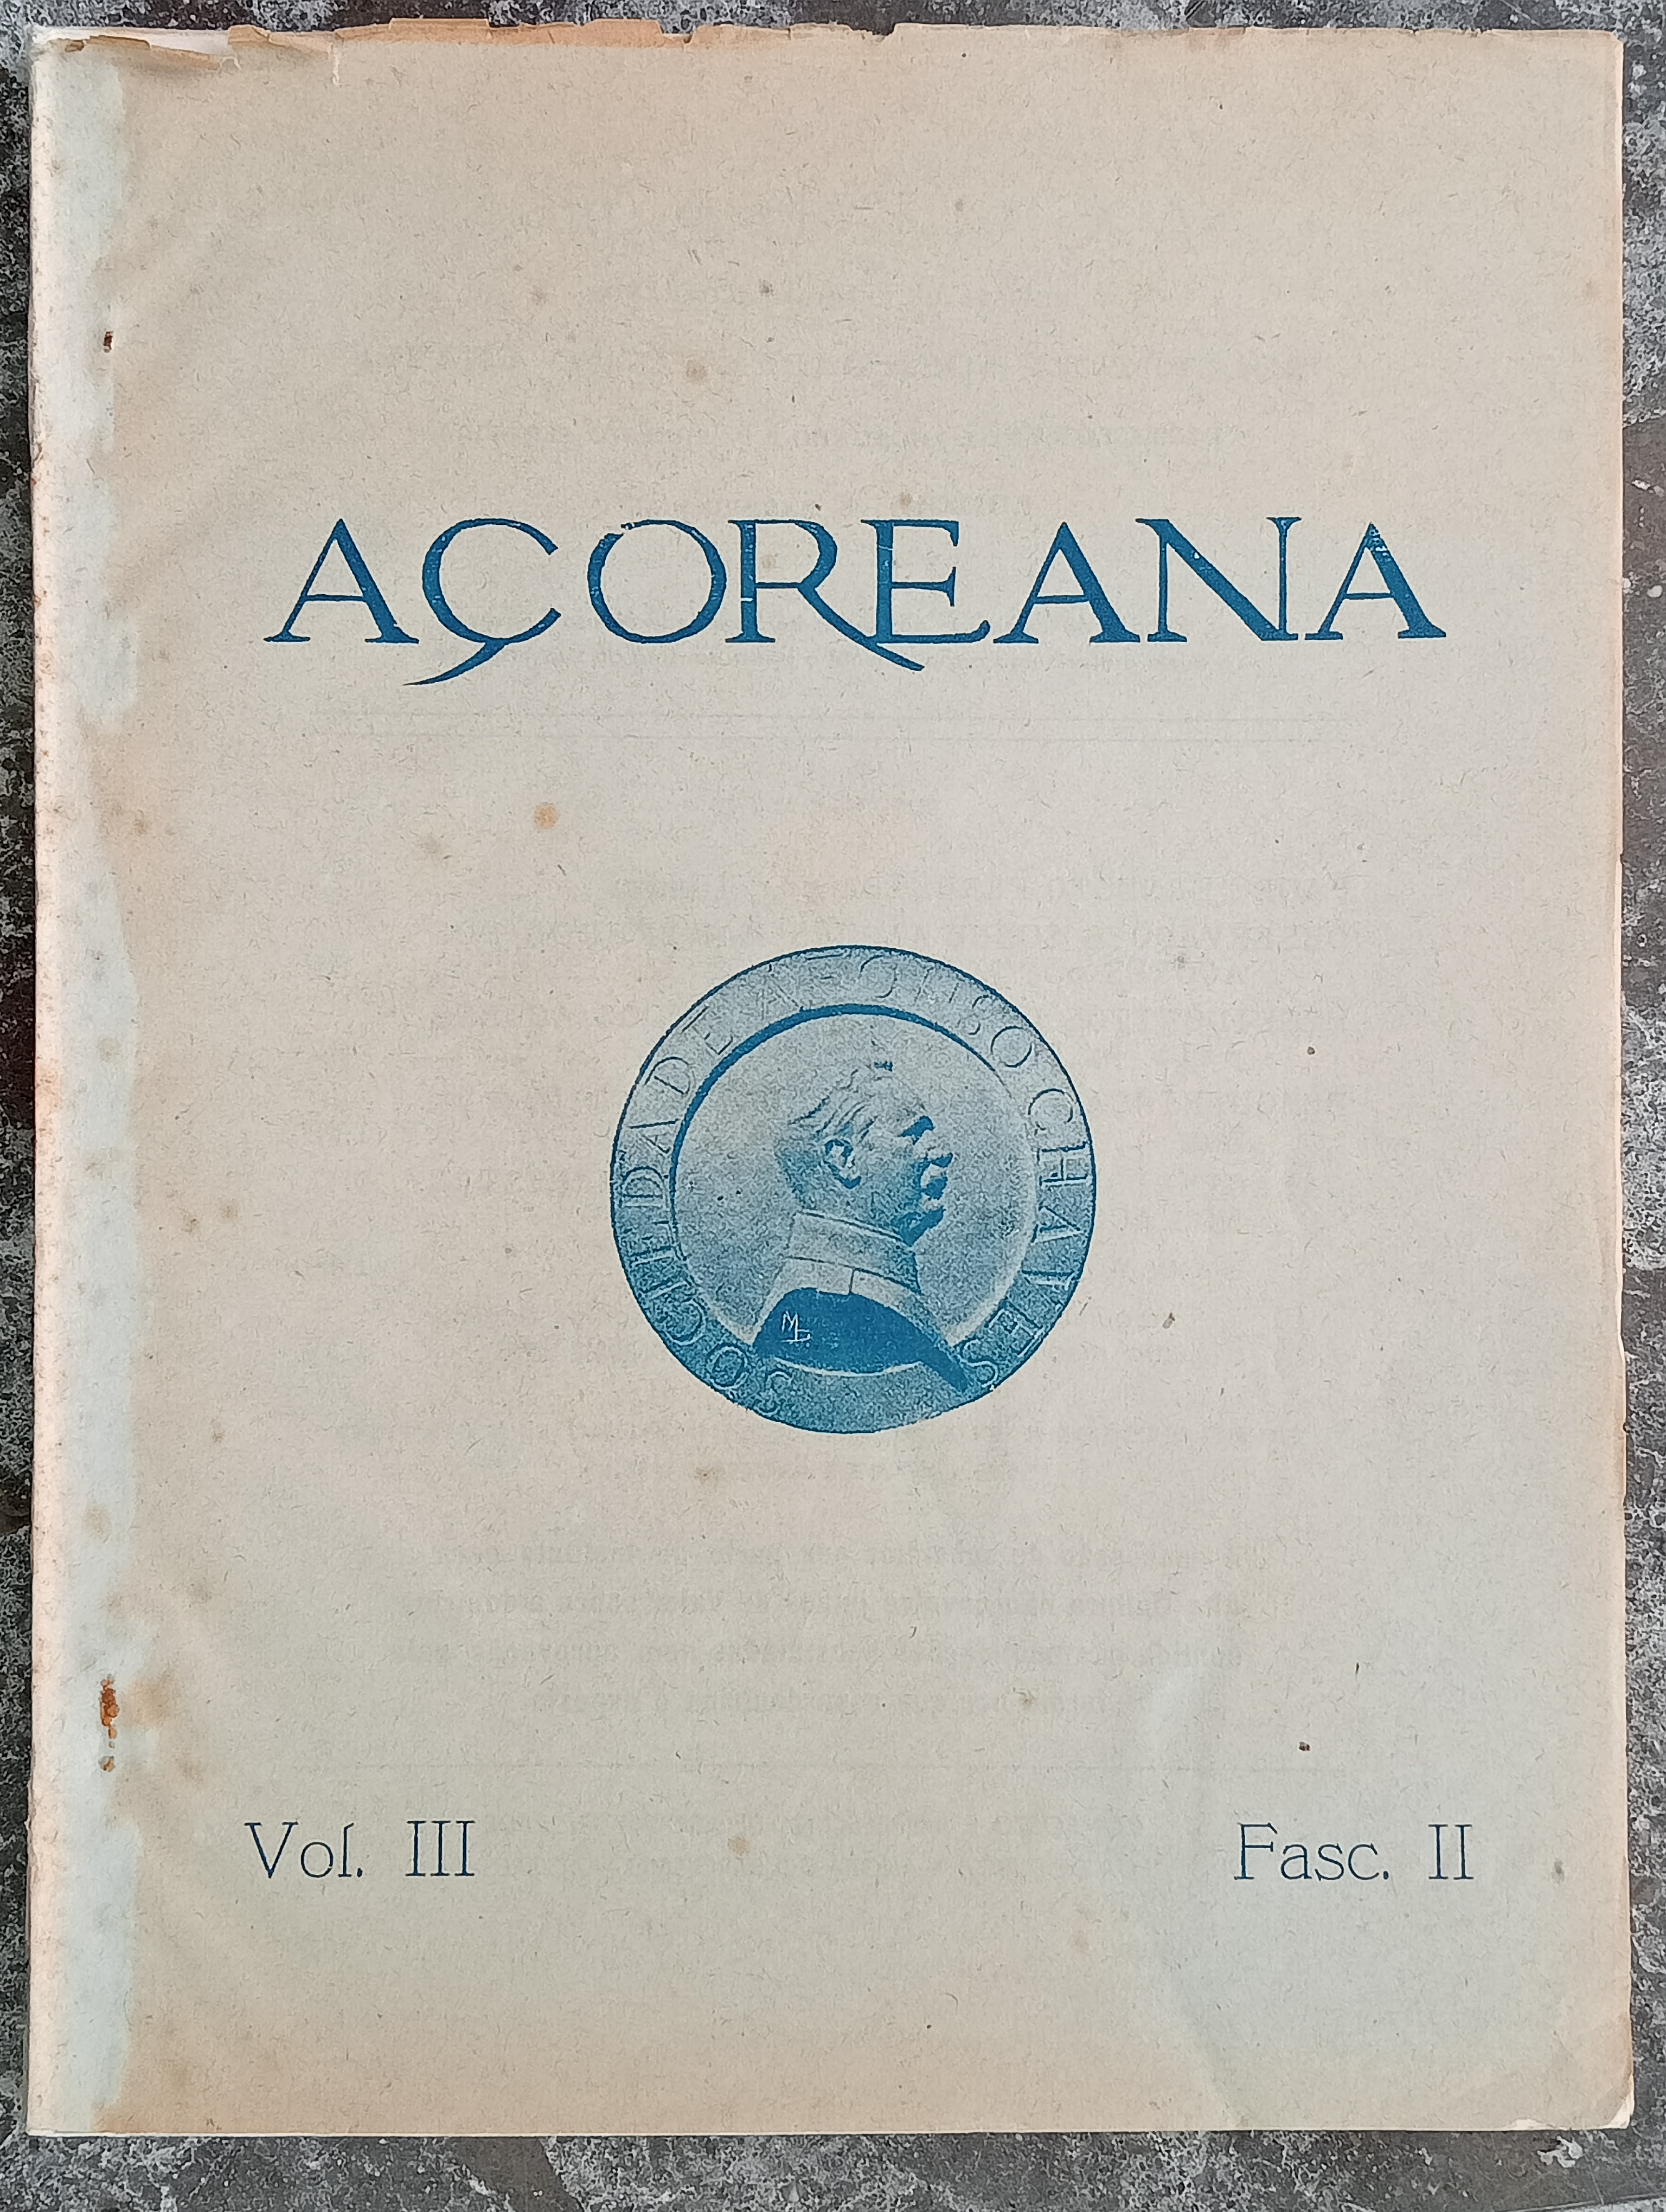 AÇOREANA
SOCIEDADE AFONSO CHAVES
ML
Vol. III
Fasc. II